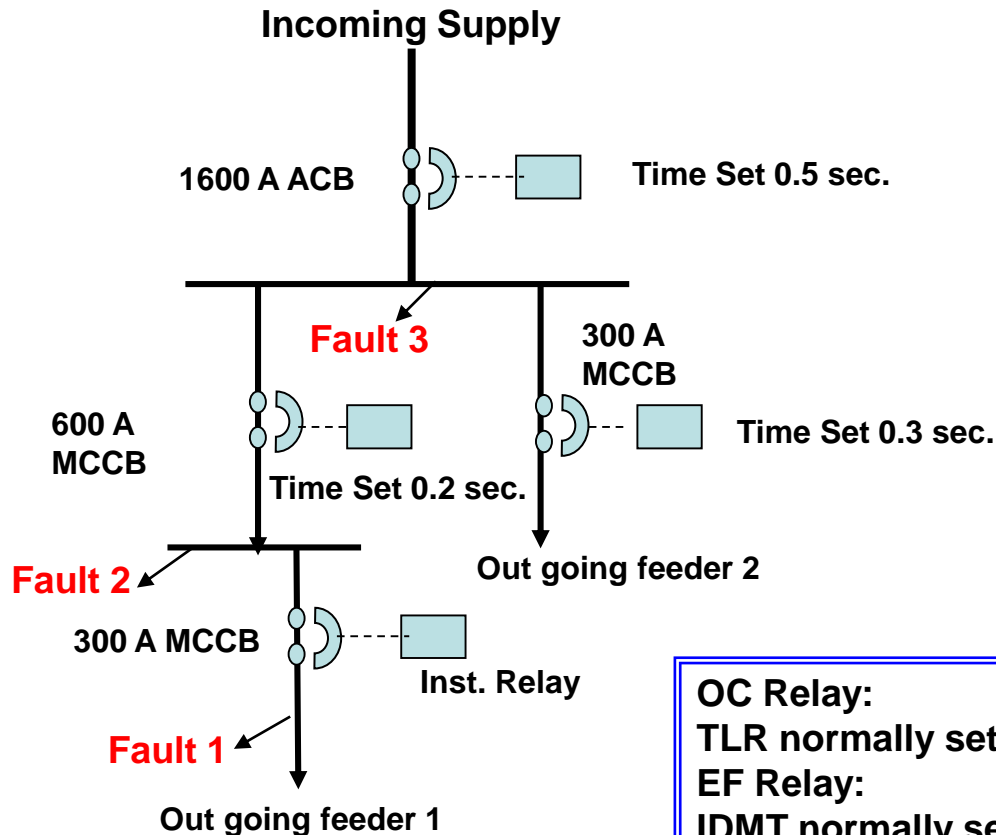 Incoming Supply
1600 A ACB
Time Set 0.5 sec.
Fault 3
300 A
MCCB
600 A
MCCB
Time Set 0.3 sec.
Time Set 0.2 sec.
Out going feeder 2
Fault 2
300 A MCCB
Inst. Relay
Fault 1
Out going feeder 1
OC Relay:
TLR normally set
EF Relay:
IDMT normally se